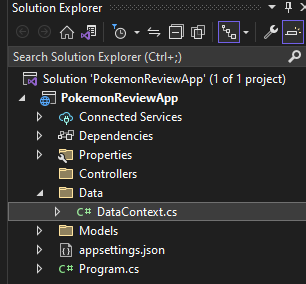 Solution Explorer
Search Solution Explorer (Ctrl+;)
Solution 'PokemonReviewApp' (1 of 1 project)
PokemonReviewApp
Connected Services
Dependencies
Properties
Controllers
Data
C# DataContext.cs
Models
appsettings.json
C# Program.cs